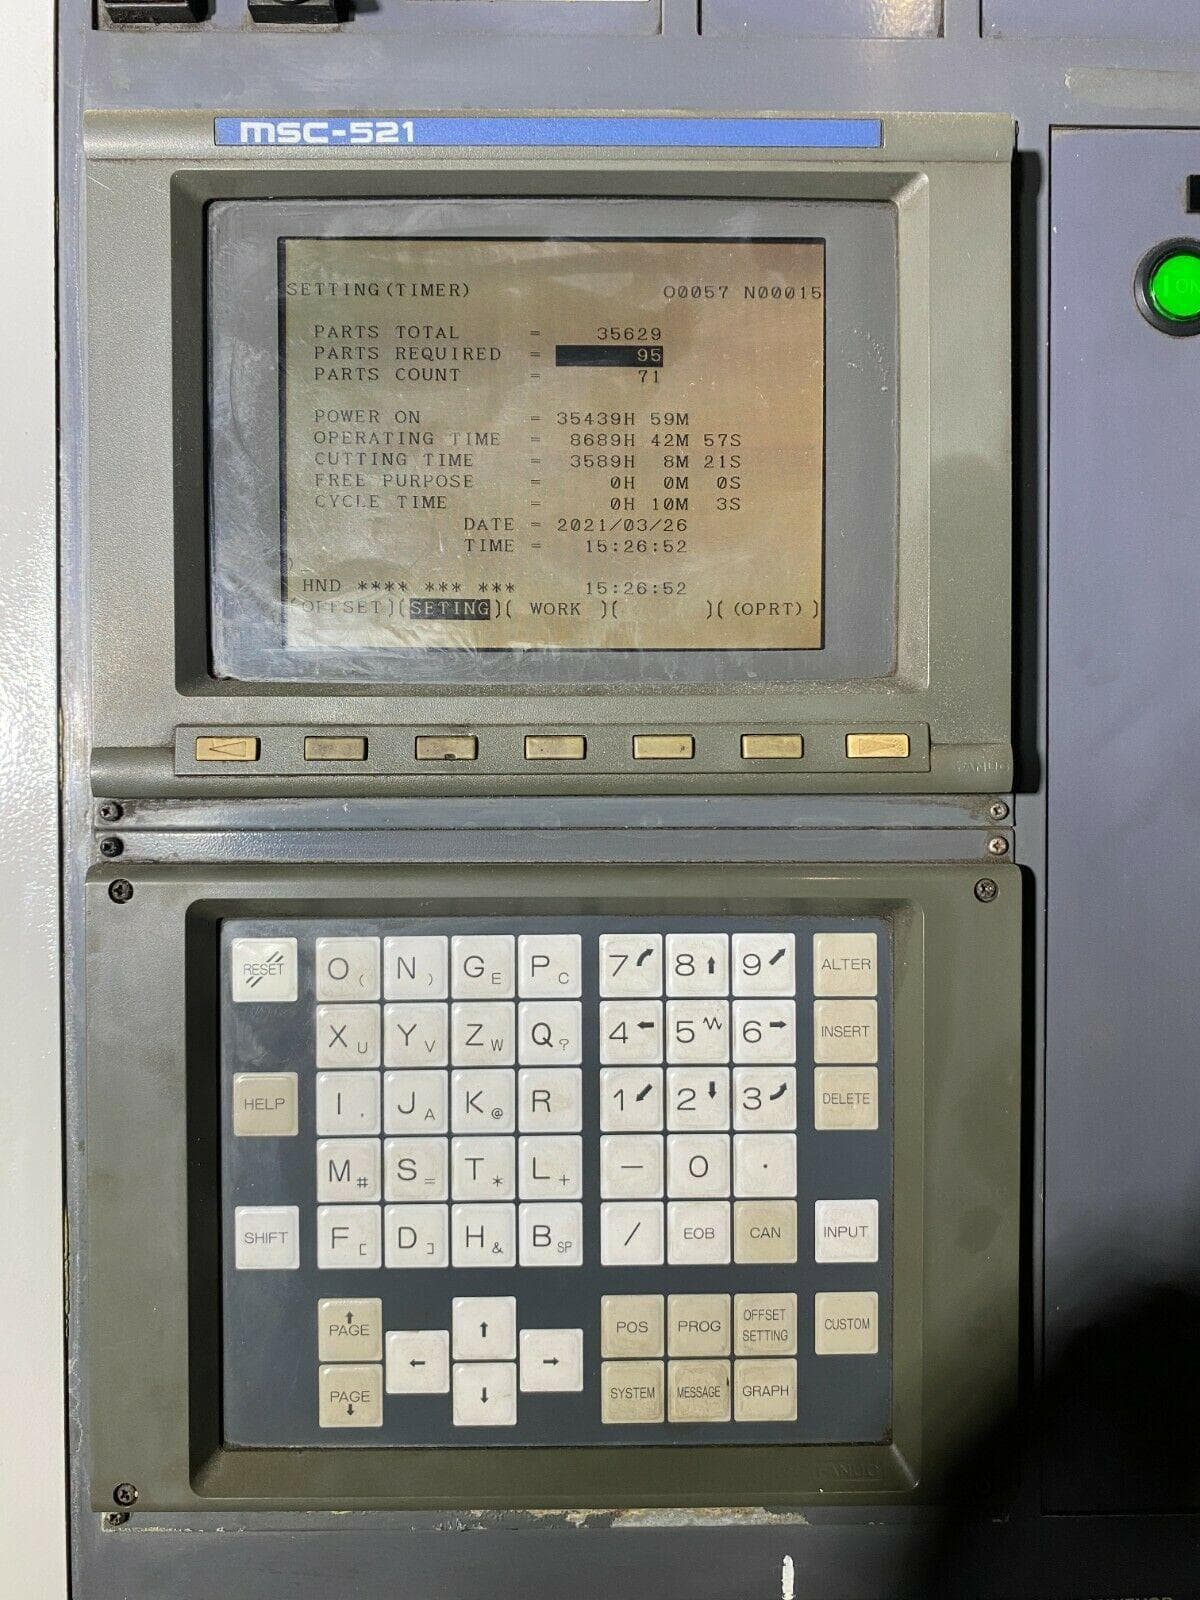 MSC-521
SETTING(TIMER) O0057 N00015
PARTS TOTAL = 35629
PARTS REQUIRED = 95
PARTS COUNT = 71
POWER ON = 35439H 59M
OPERATING TIME = 8689H 42M 57S
CUTTING TIME = 3589H 8M 21S
FREE PURPOSE = 0H 0M 0S
CYCLE TIME = 0H 10M 3S
DATE = 2021/03/26
TIME = 15:26:52
)
HND **** *** *** 15:26:52
(OFFSET)(SETING)( WORK )( )( (OPRT) )
FANUC
RESET O ( N ) G E P C 7 8 9 ALTER
X U Y V Z W Q ? 4 5 6 INSERT
HELP I , J A K @ R 1 2 3 DELETE
M # S = T * L + - 0 .
SHIFT F [ D ] H & B SP / EOB CAN INPUT
↑ PAGE ↑ POS PROG OFFSET SETTING CUSTOM
← →
PAGE ↓ ↓ SYSTEM MESSAGE GRAPH
FANUC
ON